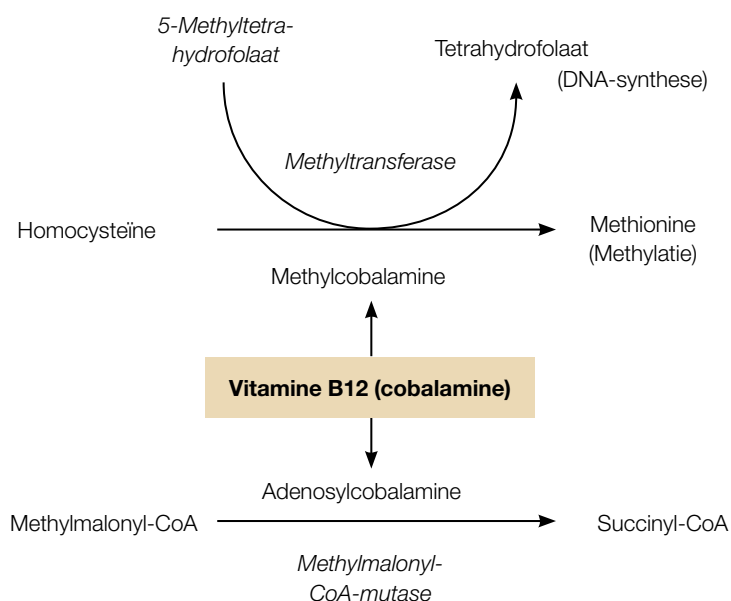 5-Methyltetra-
hydrofolaat
Tetrahydrofolaat
(DNA-synthese)
Methyltransferase
Homocysteïne
Methionine
(Methylatie)
Methylcobalamine
Vitamine B12 (cobalamine)
Adenosylcobalamine
Methylmalonyl-CoA
Succinyl-CoA
Methylmalonyl-
CoA-mutase